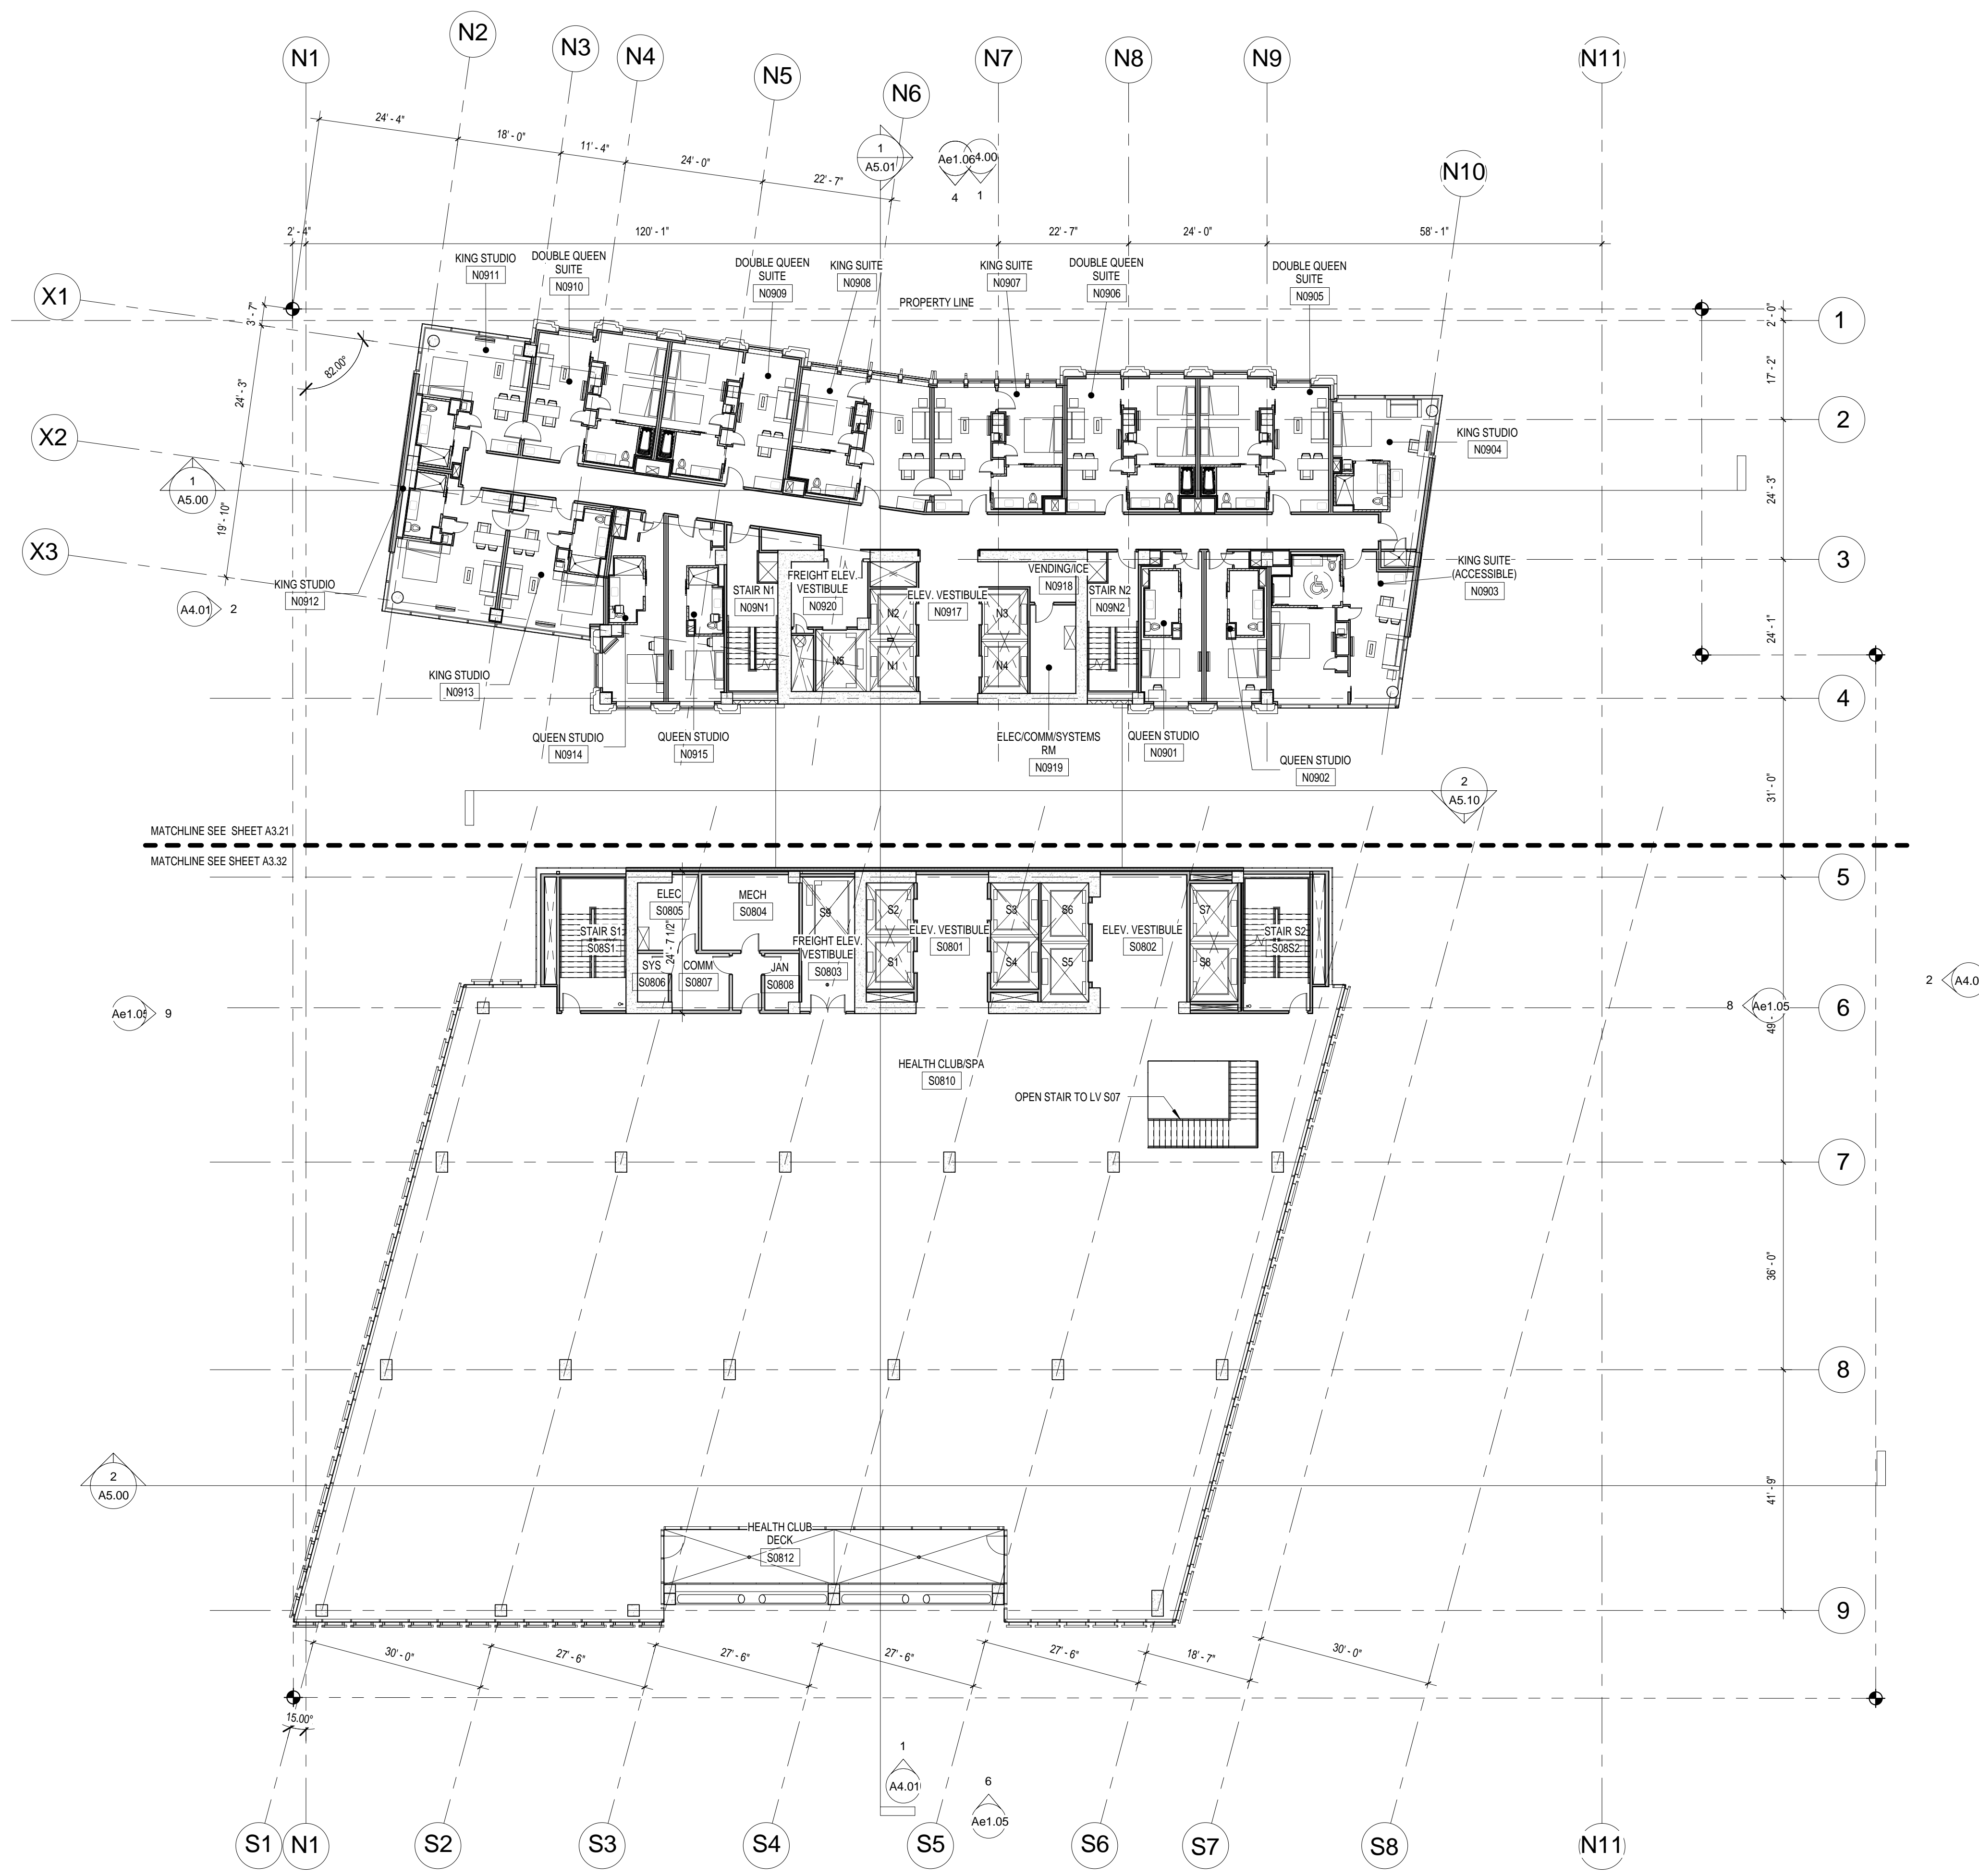 N1
N2
N3
N4
N5
N6
N7
N8
N9
N11
N10
24' - 4"
18' - 0"
11' - 4"
24' - 0"
22' - 7"
1
A5.01
Ae1.06
4.00
4
1
2' - 4"
120' - 1"
22' - 7"
24' - 0"
58' - 1"
KING STUDIO
N0911
DOUBLE QUEEN
SUITE
N0910
DOUBLE QUEEN
SUITE
N0909
KING SUITE
N0908
KING SUITE
N0907
DOUBLE QUEEN
SUITE
N0906
DOUBLE QUEEN
SUITE
N0905
PROPERTY LINE
X1
X2
X3
3' - 7"
24' - 3"
19' - 10"
82.00°
1
2
3
4
2' - 0"
17' - 2"
24' - 3"
24' - 1"
31' - 0"
KING STUDIO
N0904
1
A5.00
KING STUDIO
N0912
A4.01
2
KING SUITE
(ACCESSIBLE)
N0903
STAIR N1
N09N1
FREIGHT ELEV.
VESTIBULE
N0920
ELEV. VESTIBULE
N0917
VENDING/ICE
N0918
STAIR N2
N09N2
N2
N1
N3
N4
N5
KING STUDIO
N0913
QUEEN STUDIO
N0914
QUEEN STUDIO
N0915
ELEC/COMM/SYSTEMS
RM
N0919
QUEEN STUDIO
N0901
QUEEN STUDIO
N0902
2
A5.10
MATCHLINE SEE SHEET A3.21
MATCHLINE SEE SHEET A3.32
5
6
7
8
9
ELEC
S0805
MECH
S0804
STAIR S1
S08S1
24' - 7 1/2"
SYS
S0806
COMM
S0807
JAN
S0808
FREIGHT ELEV.
VESTIBULE
S0803
S9
S2
S1
ELEV. VESTIBULE
S0801
S3
S4
S6
S5
ELEV. VESTIBULE
S0802
S7
S8
STAIR S2
S08S2
2
A4.0
Ae1.05
9
8
Ae1.05
49' -
HEALTH CLUB/SPA
S0810
OPEN STAIR TO LV S07
36' - 0"
41' - 9"
2
A5.00
HEALTH CLUB
DECK
S0812
30' - 0"
27' - 6"
27' - 6"
27' - 6"
27' - 6"
18' - 7"
30' - 0"
15.00°
1
A4.01
6
Ae1.05
S1
N1
S2
S3
S4
S5
S6
S7
S8
N11